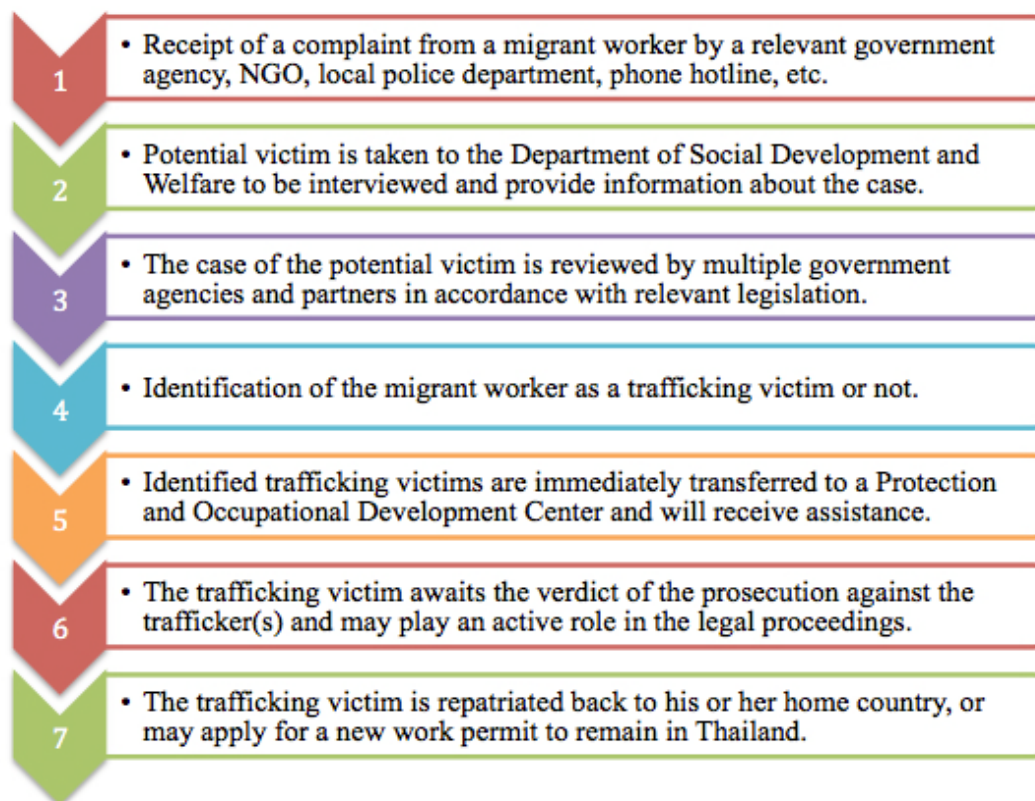 1
• Receipt of a complaint from a migrant worker by a relevant government
agency, NGO, local police department, phone hotline, etc.
2
• Potential victim is taken to the Department of Social Development and
Welfare to be interviewed and provide information about the case.
3
• The case of the potential victim is reviewed by multiple government
agencies and partners in accordance with relevant legislation.
4
• Identification of the migrant worker as a trafficking victim or not.
5
• Identified trafficking victims are immediately transferred to a Protection
and Occupational Development Center and will receive assistance.
6
• The trafficking victim awaits the verdict of the prosecution against the
trafficker(s) and may play an active role in the legal proceedings.
7
• The trafficking victim is repatriated back to his or her home country, or
may apply for a new work permit to remain in Thailand.